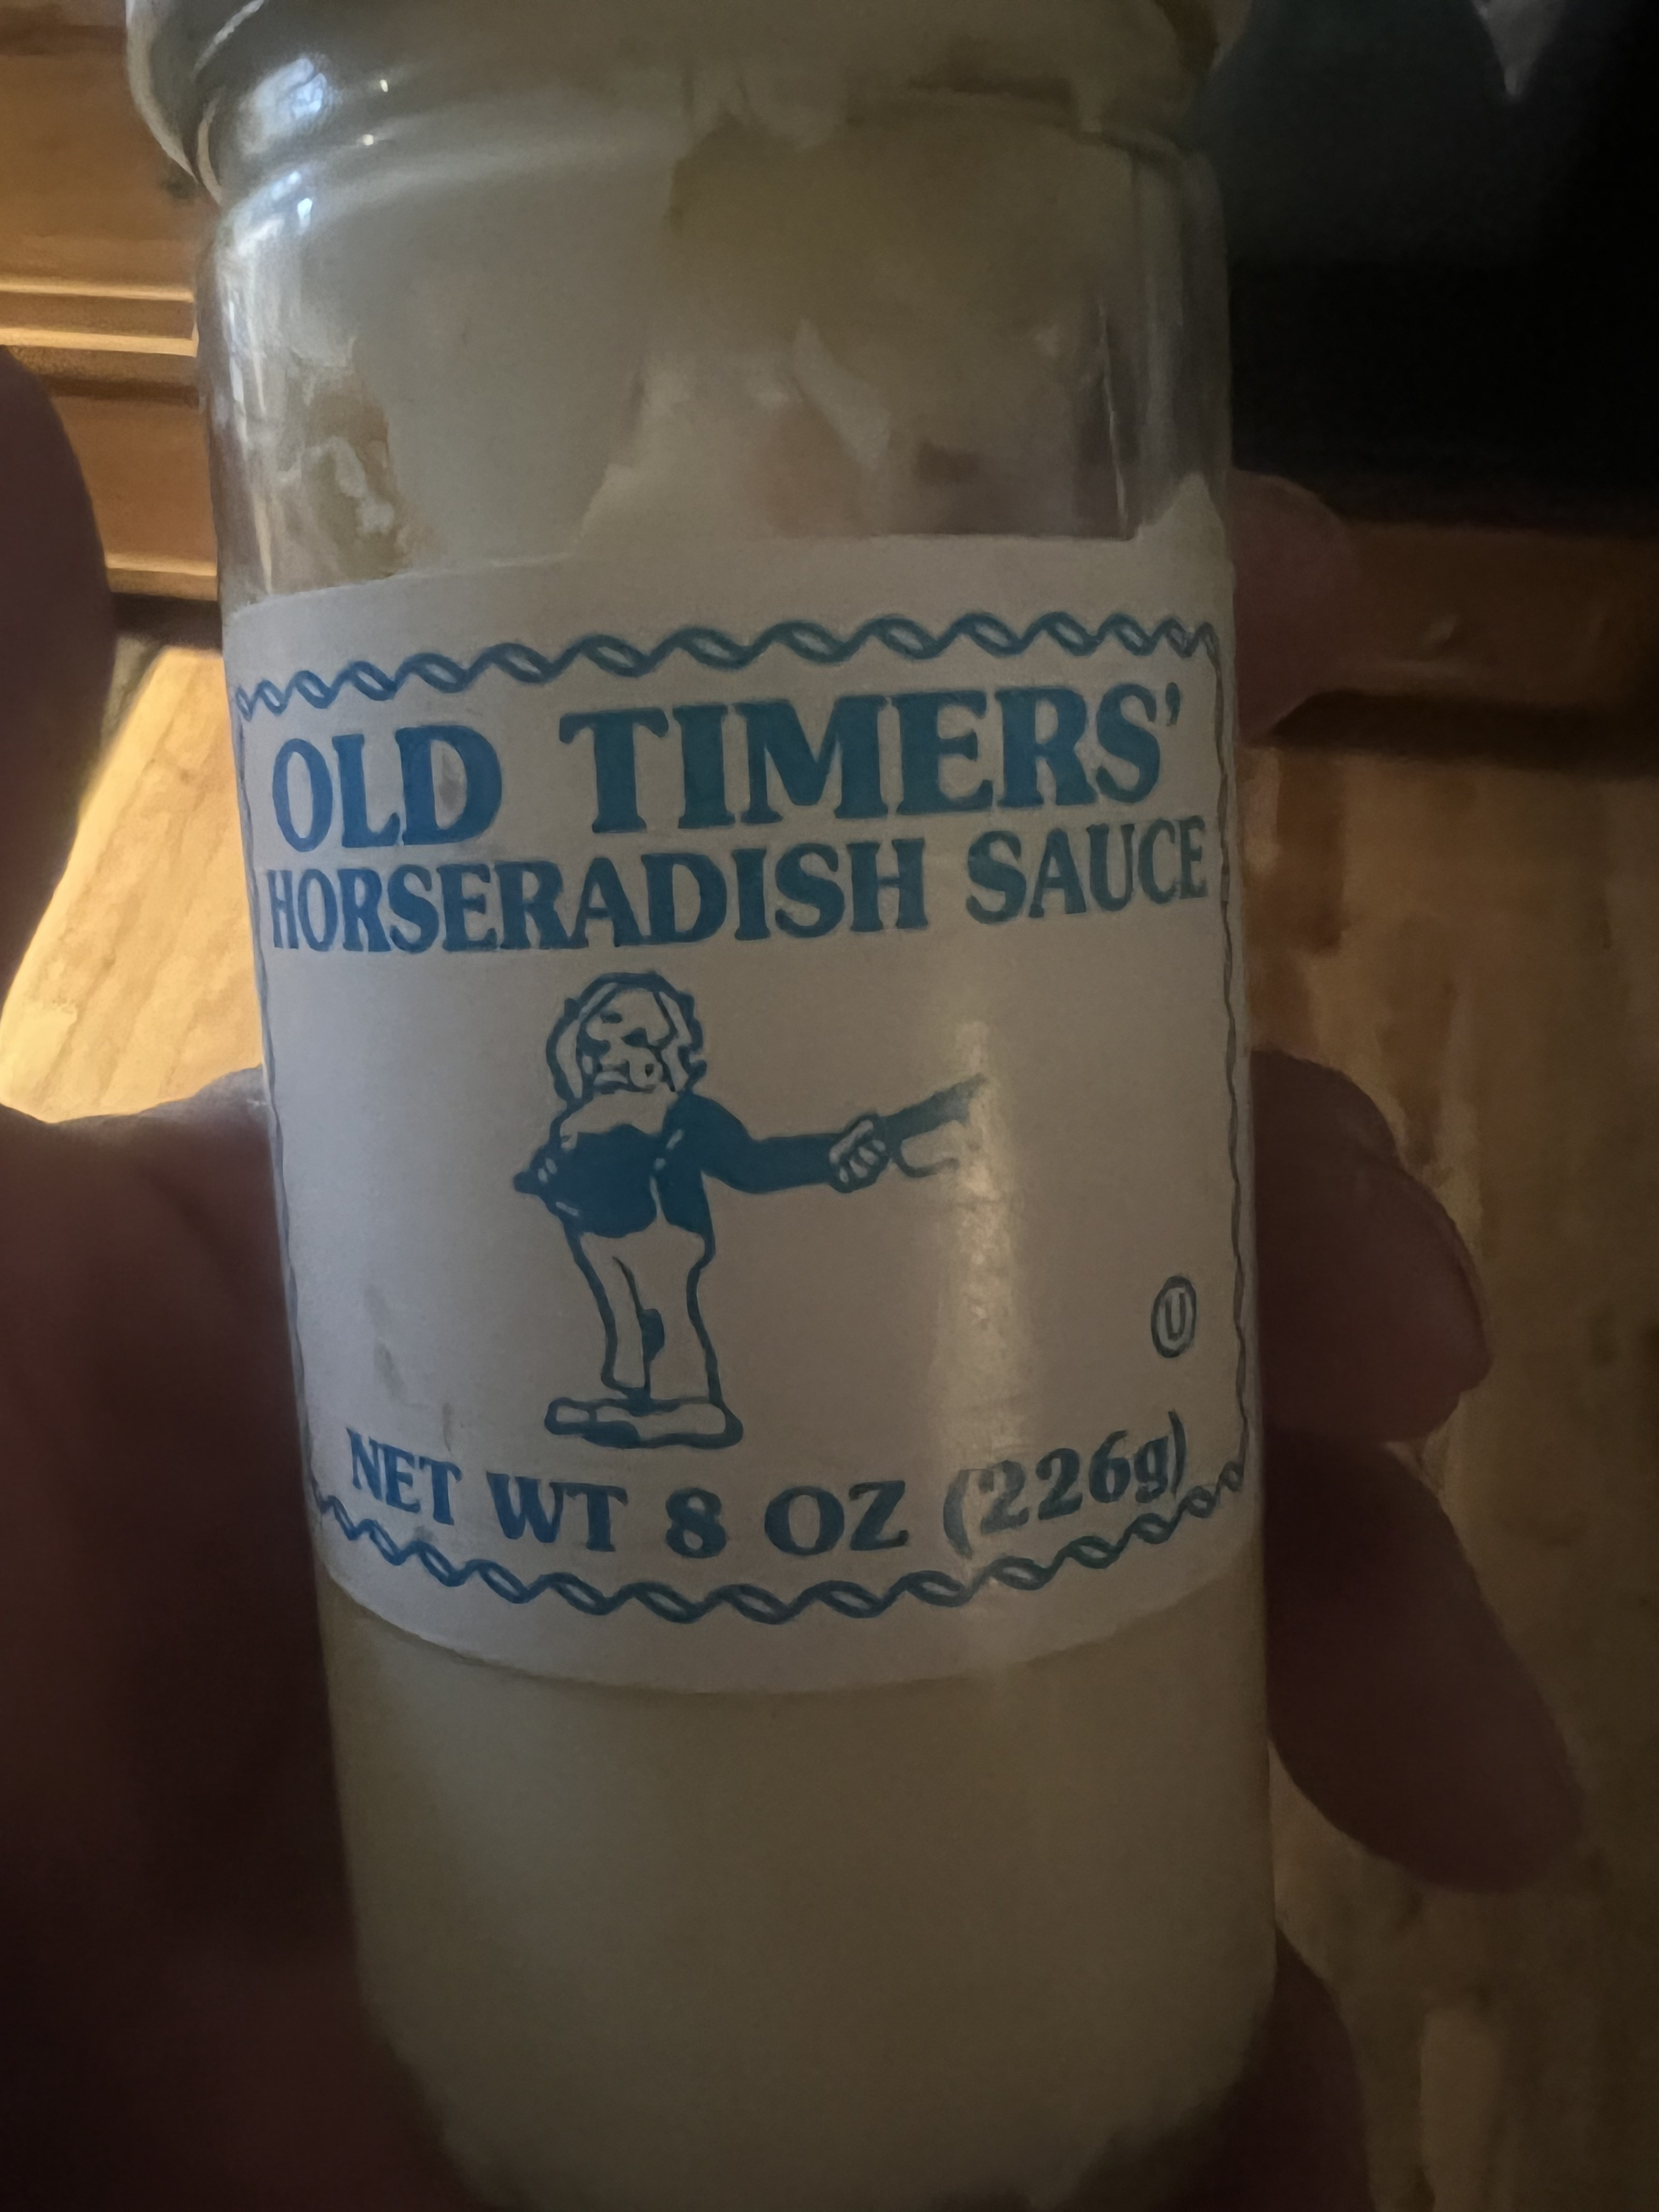 OLD TIMERS'
HORSERADISH SAUCE
U
NET WT 8 OZ (226g)